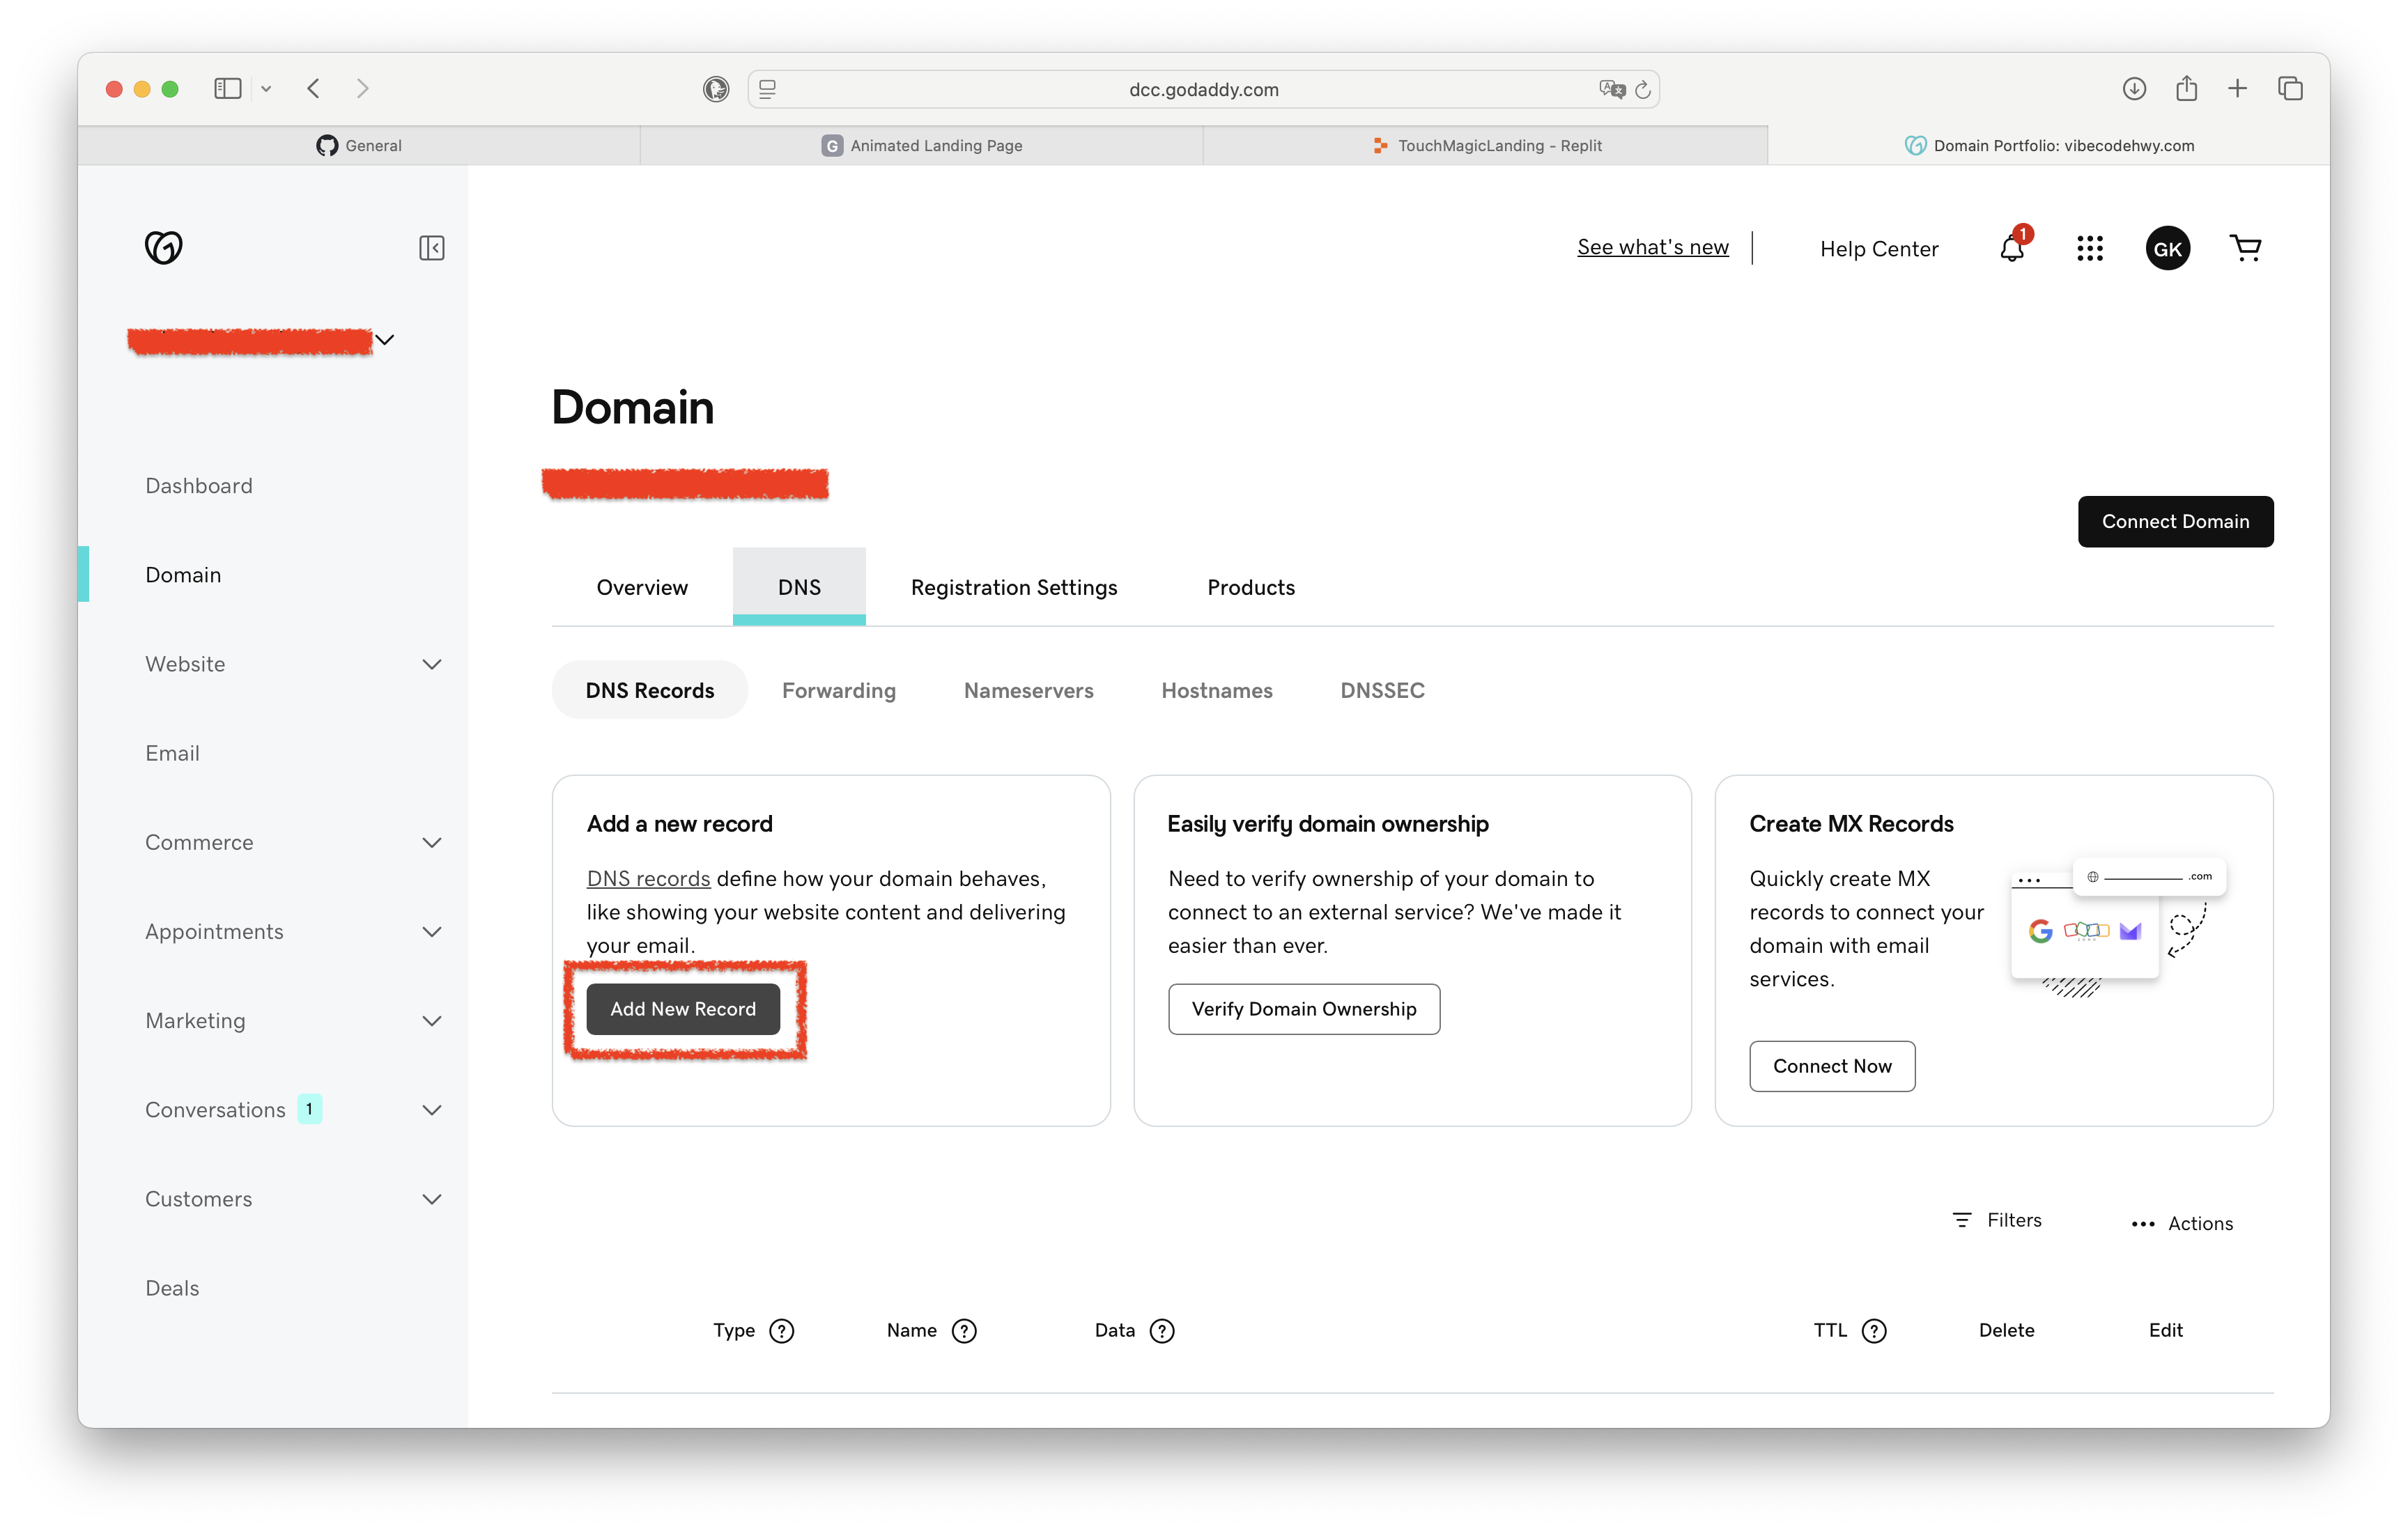 dcc.godaddy.com
General
G Animated Landing Page
TouchMagicLanding - Replit
Domain Portfolio: vibecodehwy.com
See what's new
Help Center
1
GK
Domain
Connect Domain
Overview
DNS
Registration Settings
Products
DNS Records
Forwarding
Nameservers
Hostnames
DNSSEC
Dashboard
Domain
Website
Email
Commerce
Appointments
Marketing
Conversations 1
Customers
Deals
Add a new record
DNS records define how your domain behaves,
like showing your website content and delivering
your email.
Add New Record
Easily verify domain ownership
Need to verify ownership of your domain to
connect to an external service? We've made it
easier than ever.
Verify Domain Ownership
Create MX Records
Quickly create MX
records to connect your
domain with email
services.
.com
Connect Now
Filters
Actions
Type ?
Name ?
Data ?
TTL ?
Delete
Edit